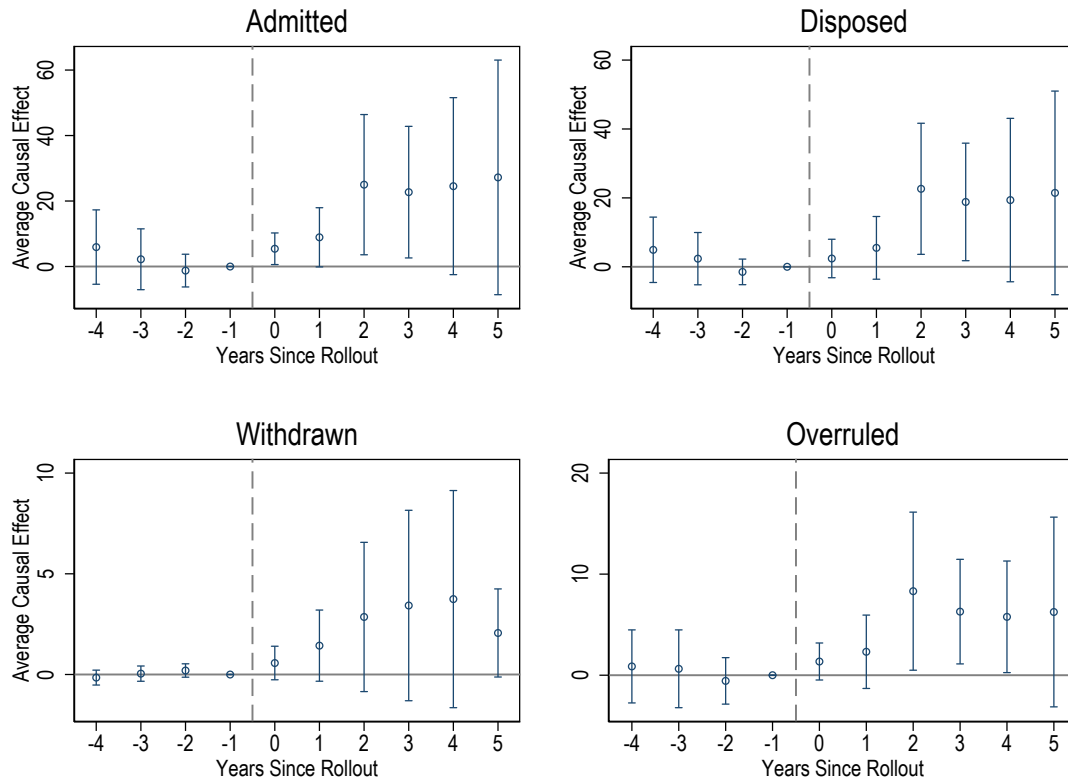 Admitted
Average Causal Effect
60
40
20
0
-4 -3 -2 -1 0 1 2 3 4 5
Years Since Rollout
Disposed
Average Causal Effect
60
40
20
0
-4 -3 -2 -1 0 1 2 3 4 5
Years Since Rollout
Withdrawn
Average Causal Effect
10
5
0
-4 -3 -2 -1 0 1 2 3 4 5
Years Since Rollout
Overruled
20
10
0
-4 -3 -2 -1 0 1 2 3 4 5
Years Since Rollout